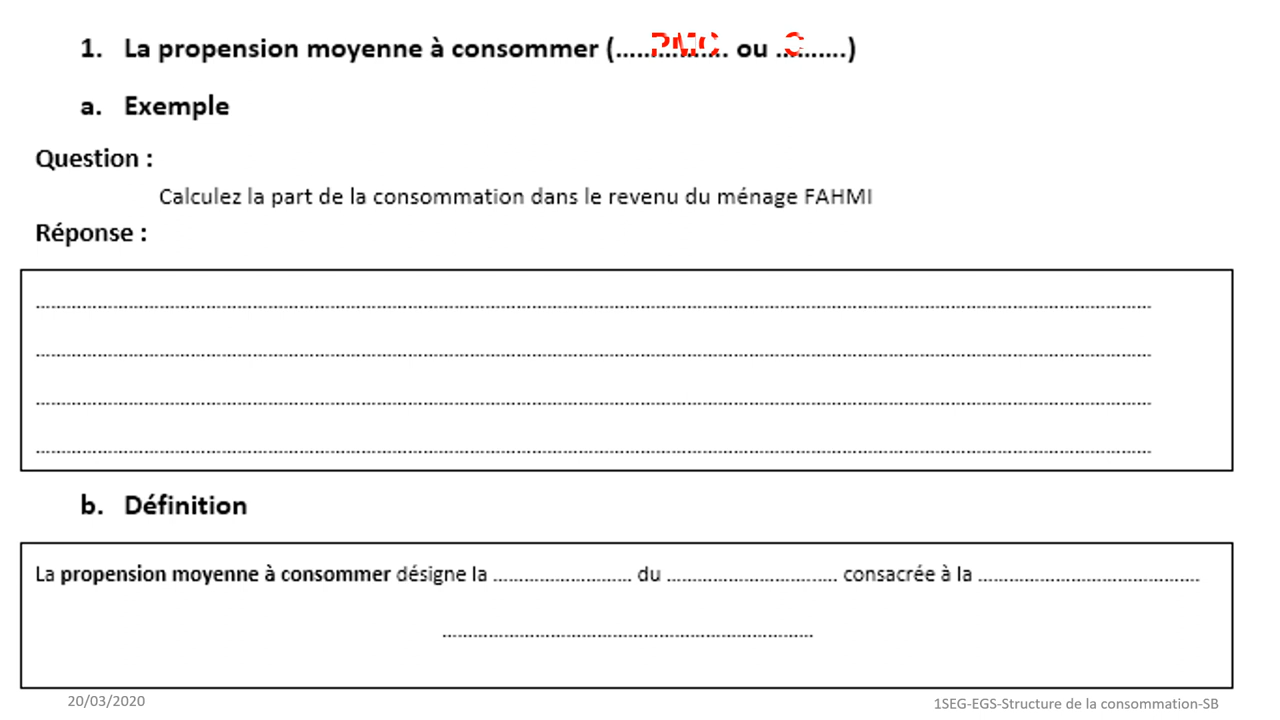 1. La propension moyenne à consommer (.....PMC..... ou ..C.......)
a. Exemple
Question :
Calculez la part de la consommation dans le revenu du ménage FAHMI
Réponse :
................................................................................
................................................................................
................................................................................
................................................................................
b. Définition
La propension moyenne à consommer désigne la ........................... du ................................. consacrée à la ...........................................
........................................................................
20/03/2020
1SEG-EGS-Structure de la consommation-SB